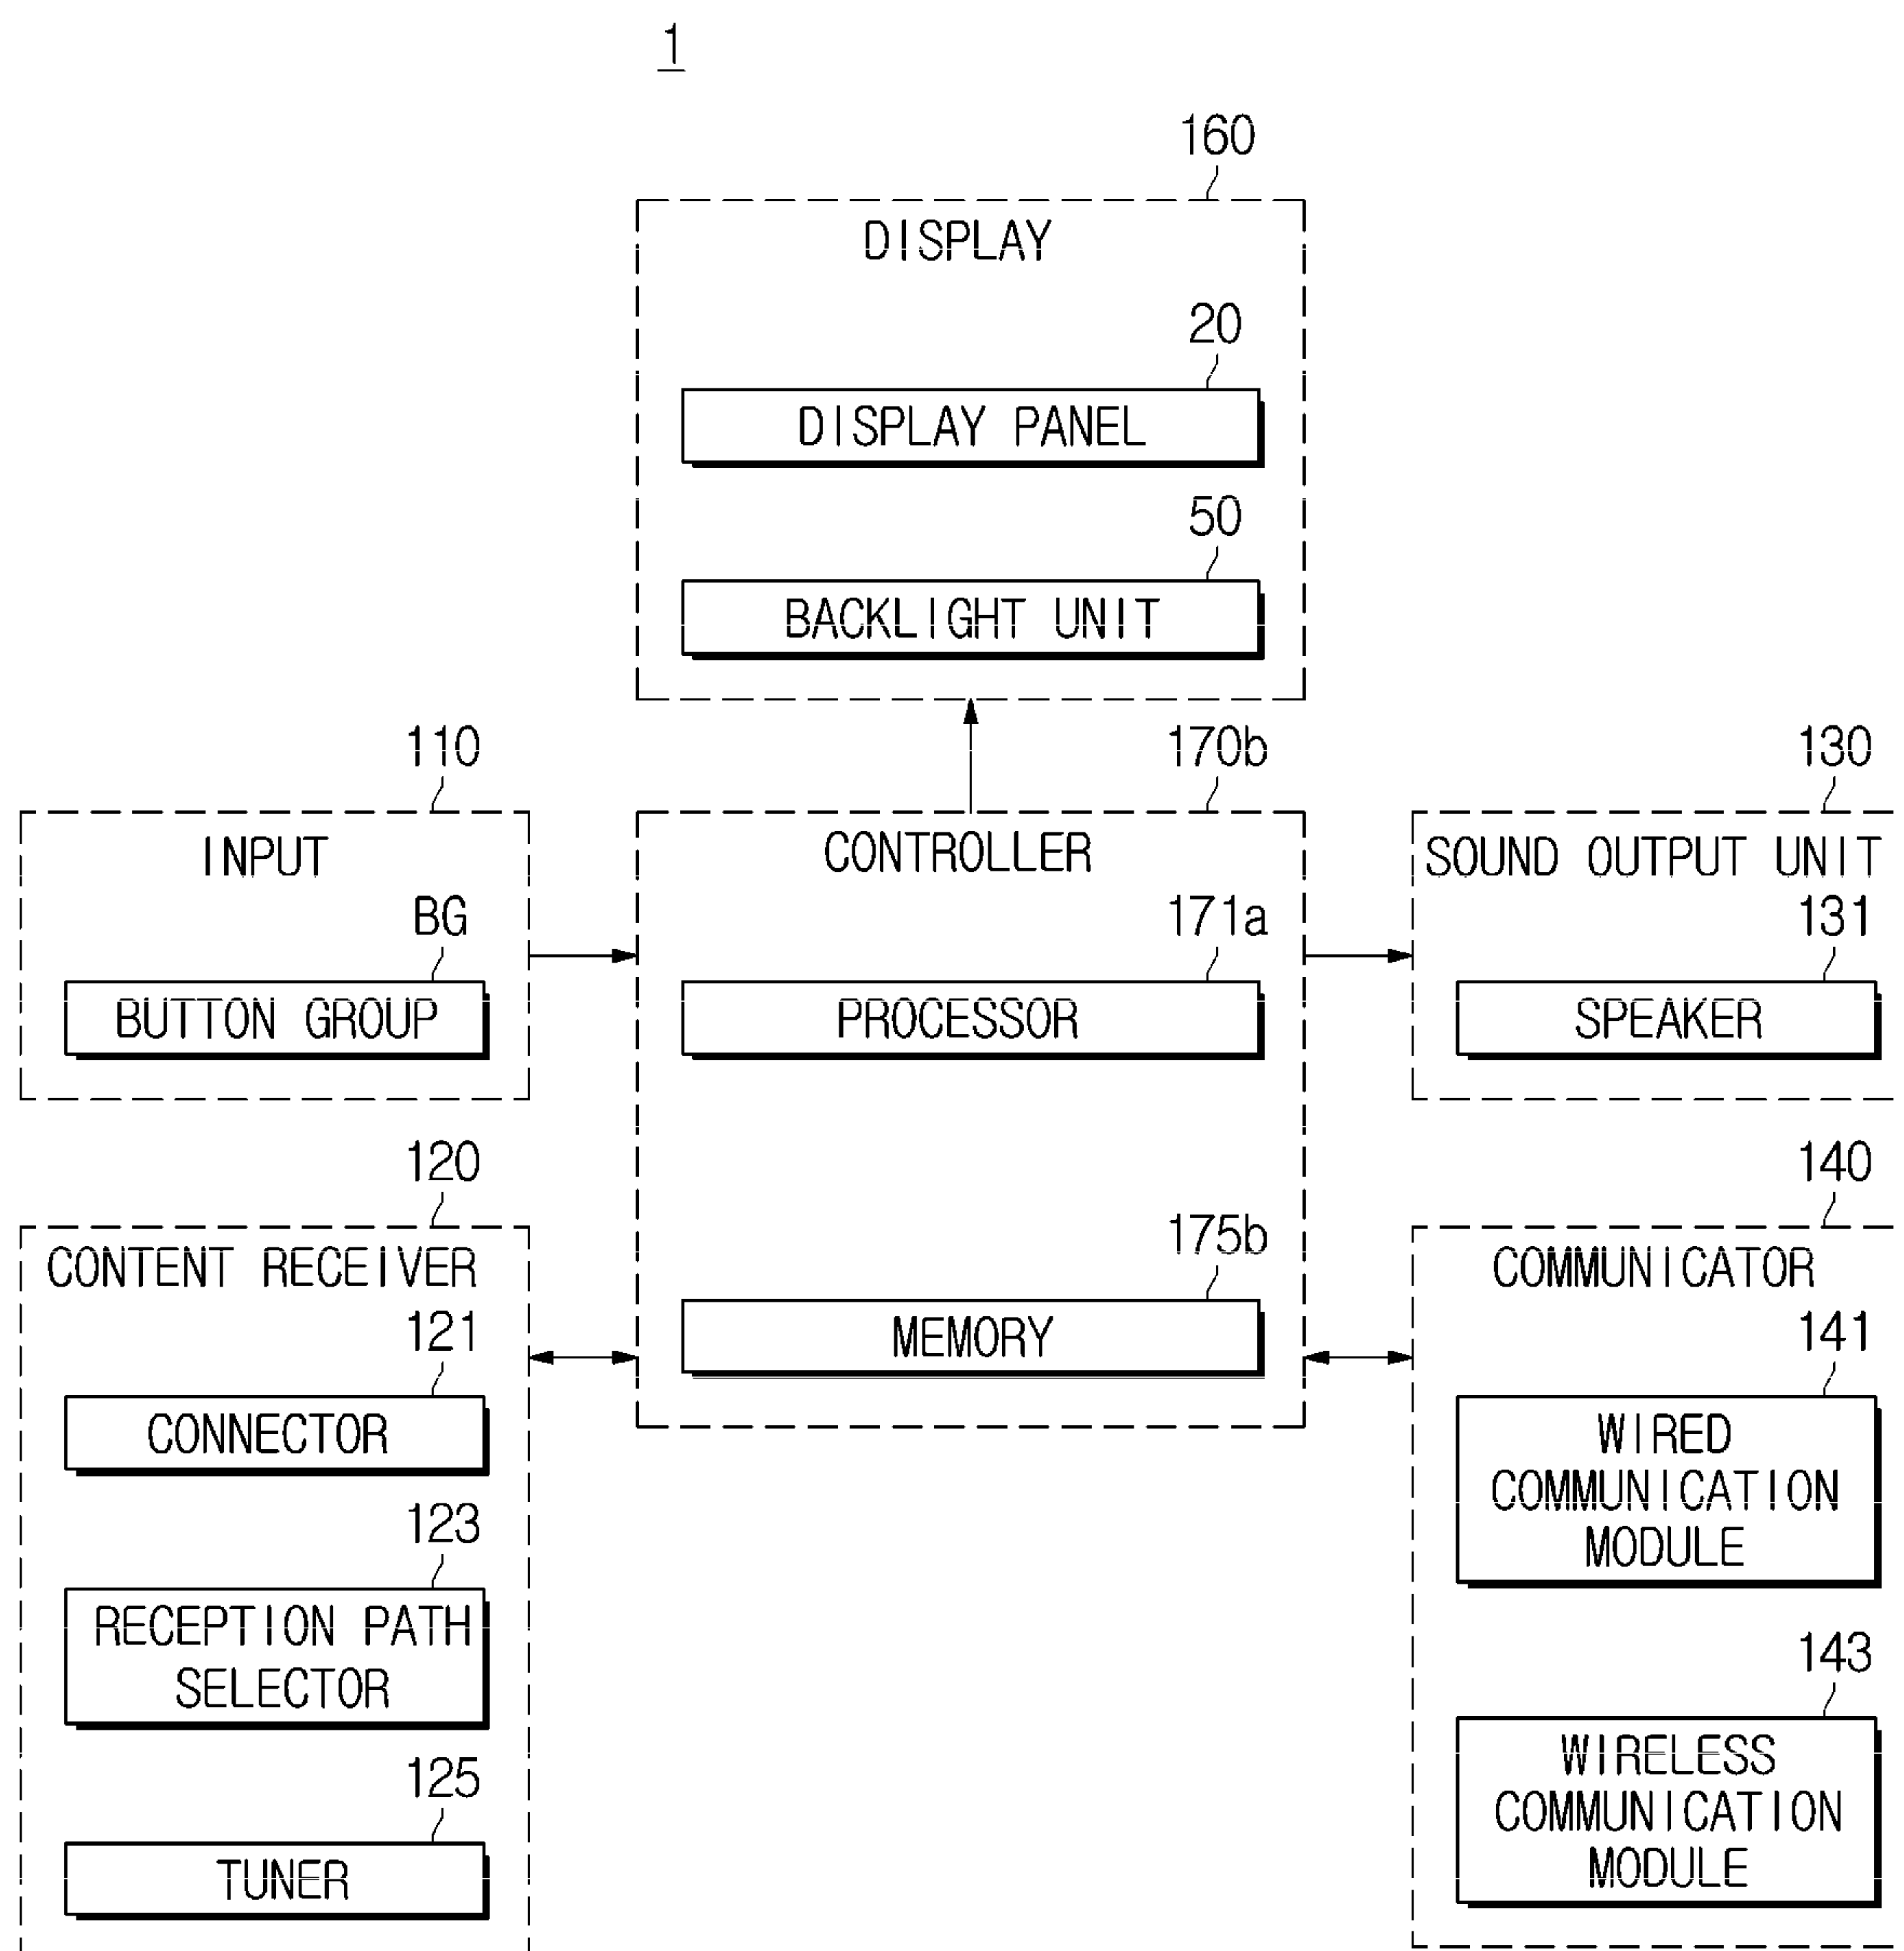 1
160
DISPLAY
20
DISPLAY PANEL
50
BACKLIGHT UNIT
110
INPUT
BG
BUTTON GROUP
170b
CONTROLLER
171a
PROCESSOR
175b
MEMORY
130
SOUND OUTPUT UNIT
131
SPEAKER
120
CONTENT RECEIVER
121
CONNECTOR
123
RECEPTION PATH
SELECTOR
125
TUNER
140
COMMUNICATOR
141
WIRED
COMMUNICATION
MODULE
143
WIRELESS
COMMUNICATION
MODULE